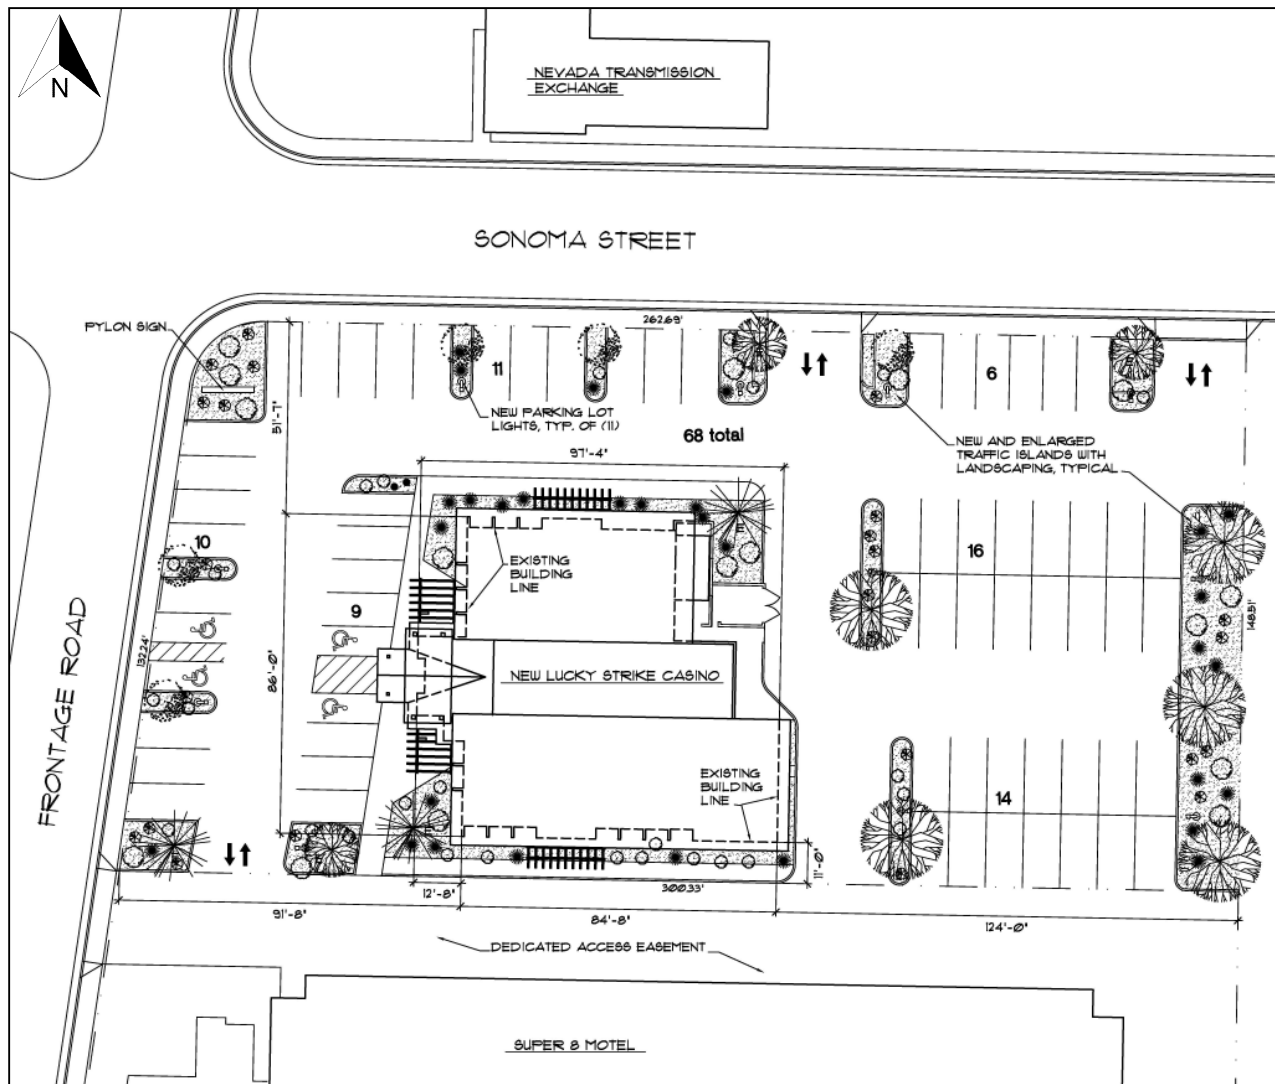 N
NEVADA TRANSMISSION
EXCHANGE
SONOMA STREET
PYLON SIGN
262.69'
11
6
NEW PARKING LOT
LIGHTS, TYP. OF (11)
51'-7"
68 total
NEW AND ENLARGED
TRAFFIC ISLANDS WITH
LANDSCAPING, TYPICAL
97'-4"
E
10
EXISTING
BUILDING
LINE
16
9
FRONTAGE ROAD
132.24'
148.51'
86'-0"
NEW LUCKY STRIKE CASINO
EXISTING
BUILDING
LINE
14
12'-8"
300.33'
11'-0"
91'-8"
84'-8"
124'-0"
DEDICATED ACCESS EASEMENT
SUPER 8 MOTEL